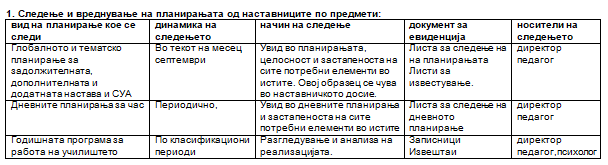 1. Следење и вреднување на планирањата од наставниците по предмети:
вид на планирање кое се следи
динамика на следењето
начин на следење
документ за евиденција
носители на следењето
Глобалното и тематско
планирање за
задолжителната,
дополнителната и
додатната настава и СУА
Во текот на месец
септември
Увид во планирањата,
целосност и застапеноста на
сите потребни елементи во
истите. Овој образец се чува
во наставничкото досие.
Листа за следење на
на планирањата
Листи за
известување.
директор
педагог
Дневните планирања за час
Периодично,
Увид во дневните планирања
и застапеноста на сите
потребни елементи во истите
Листа за следење на
дневното
планирање
директор
педагог
Годишната програма за
работа на училиштето
По класификациони
периоди
Разгледување и анализа на
реализацијата.
Записници
Извештаи
директор
педагог,психолог